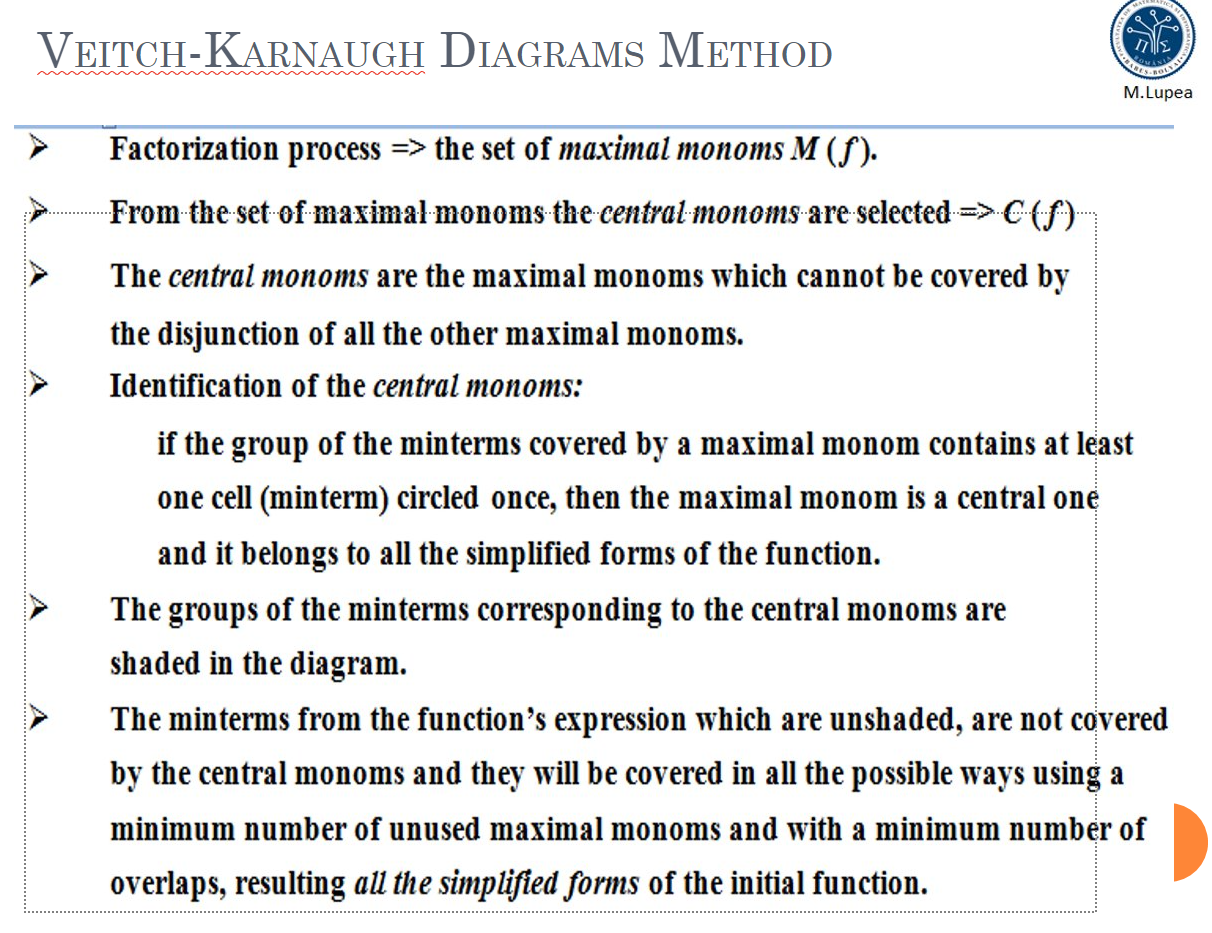 VEITCH-KARNAUGH DIAGRAMS METHOD
M.Lupea
➢ Factorization process => the set of maximal monoms M (f).
➢ From the set of maximal monoms the central monoms are selected => C (f)
➢ The central monoms are the maximal monoms which cannot be covered by
the disjunction of all the other maximal monoms.
➢ Identification of the central monoms:
if the group of the minterms covered by a maximal monom contains at least
one cell (minterm) circled once, then the maximal monom is a central one
and it belongs to all the simplified forms of the function.
➢ The groups of the minterms corresponding to the central monoms are
shaded in the diagram.
➢ The minterms from the function’s expression which are unshaded, are not covered
by the central monoms and they will be covered in all the possible ways using a
minimum number of unused maximal monoms and with a minimum number of
overlaps, resulting all the simplified forms of the initial function.